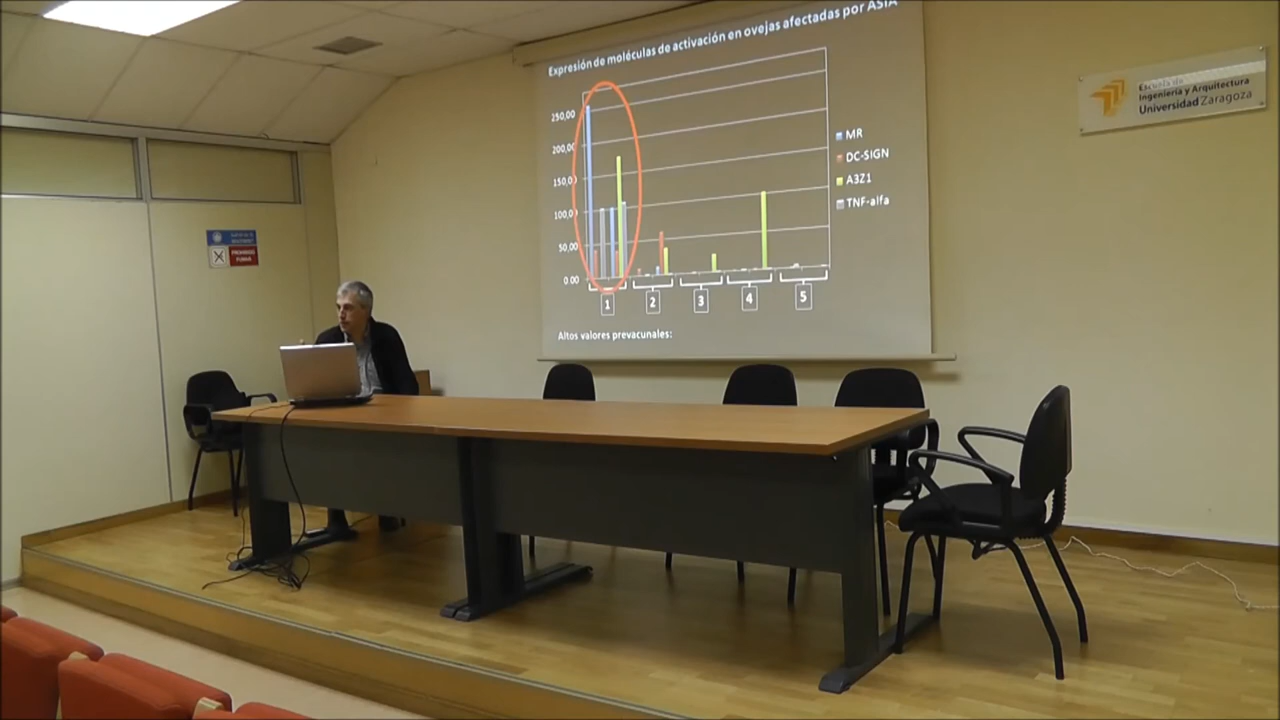 Expresión de moléculas de activación en ovejas afectadas por ASIA
250,00
200,00
150,00
100,00
50,00
0,00
MR
DC-SIGN
A3Z1
TNF-alfa
1
2
3
4
5
Altos valores prevacunales:
Escuela de
Ingeniería y Arquitectura
Universidad Zaragoza
PROHIBIDO
FUMAR